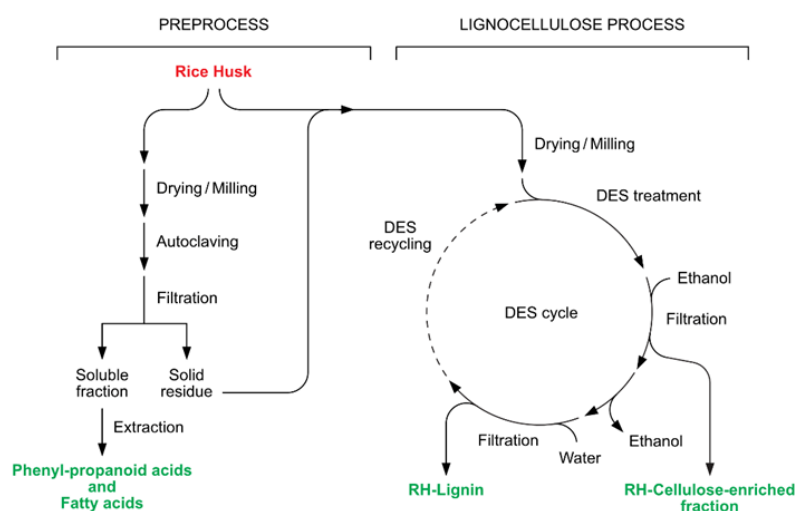 PREPROCESS
LIGNOCELLULOSE PROCESS
Rice Husk
Drying / Milling
Autoclaving
Filtration
Soluble
fraction
Solid
residue
Extraction
Phenyl-propanoid acids
and
Fatty acids
Drying / Milling
DES treatment
DES
recycling
DES cycle
Ethanol
Filtration
Ethanol
Water
Filtration
RH-Lignin
RH-Cellulose-enriched
fraction